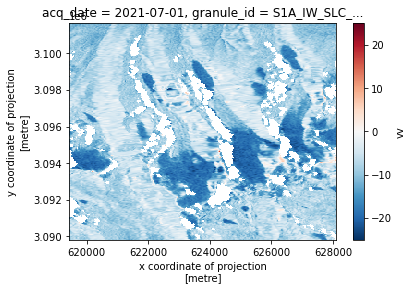 acq_date = 2021-07-01, granule_id = S1A_IW_SLC_...
1e6
3.100
3.098
3.096
3.094
3.092
3.090
y coordinate of projection
[metre]
620000 622000 624000 626000 628000
x coordinate of projection
[metre]
20
10
0
−10
−20
vv